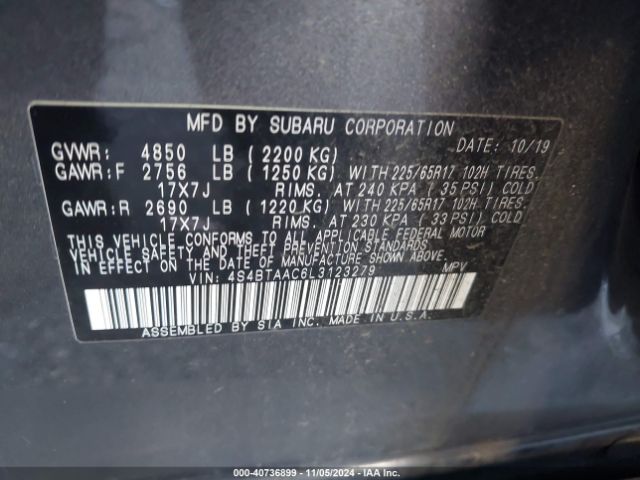 MFD BY SUBARU CORPORATION
GVWR: 4850 LB (2200 KG) DATE: 10/19
GAWR:F 2756 LB (1250 KG) WITH 225/65R17 102H TIRES.
17X7J RIMS. AT 240 KPA ( 35 PSI) COLD
GAWR:R 2690 LB (1220 KG) WITH 225/65R17 102H TIRES.
17X7J RIMS. AT 230 KPA ( 33 PSI) COLD
THIS VEHICLE CONFORMS TO ALL APPLICABLE FEDERAL MOTOR
VEHICLE SAFETY AND THEFT PREVENTION STANDARDS
IN EFFECT ON THE DATE OF MANUFACTURE SHOWN ABOVE.
VIN: 4S4BTAAC6L3123279 MPV
ASSEMBLED BY SIA INC. MADE IN U.S.A.
000-40736899 - 11/05/2024 - IAA Inc.